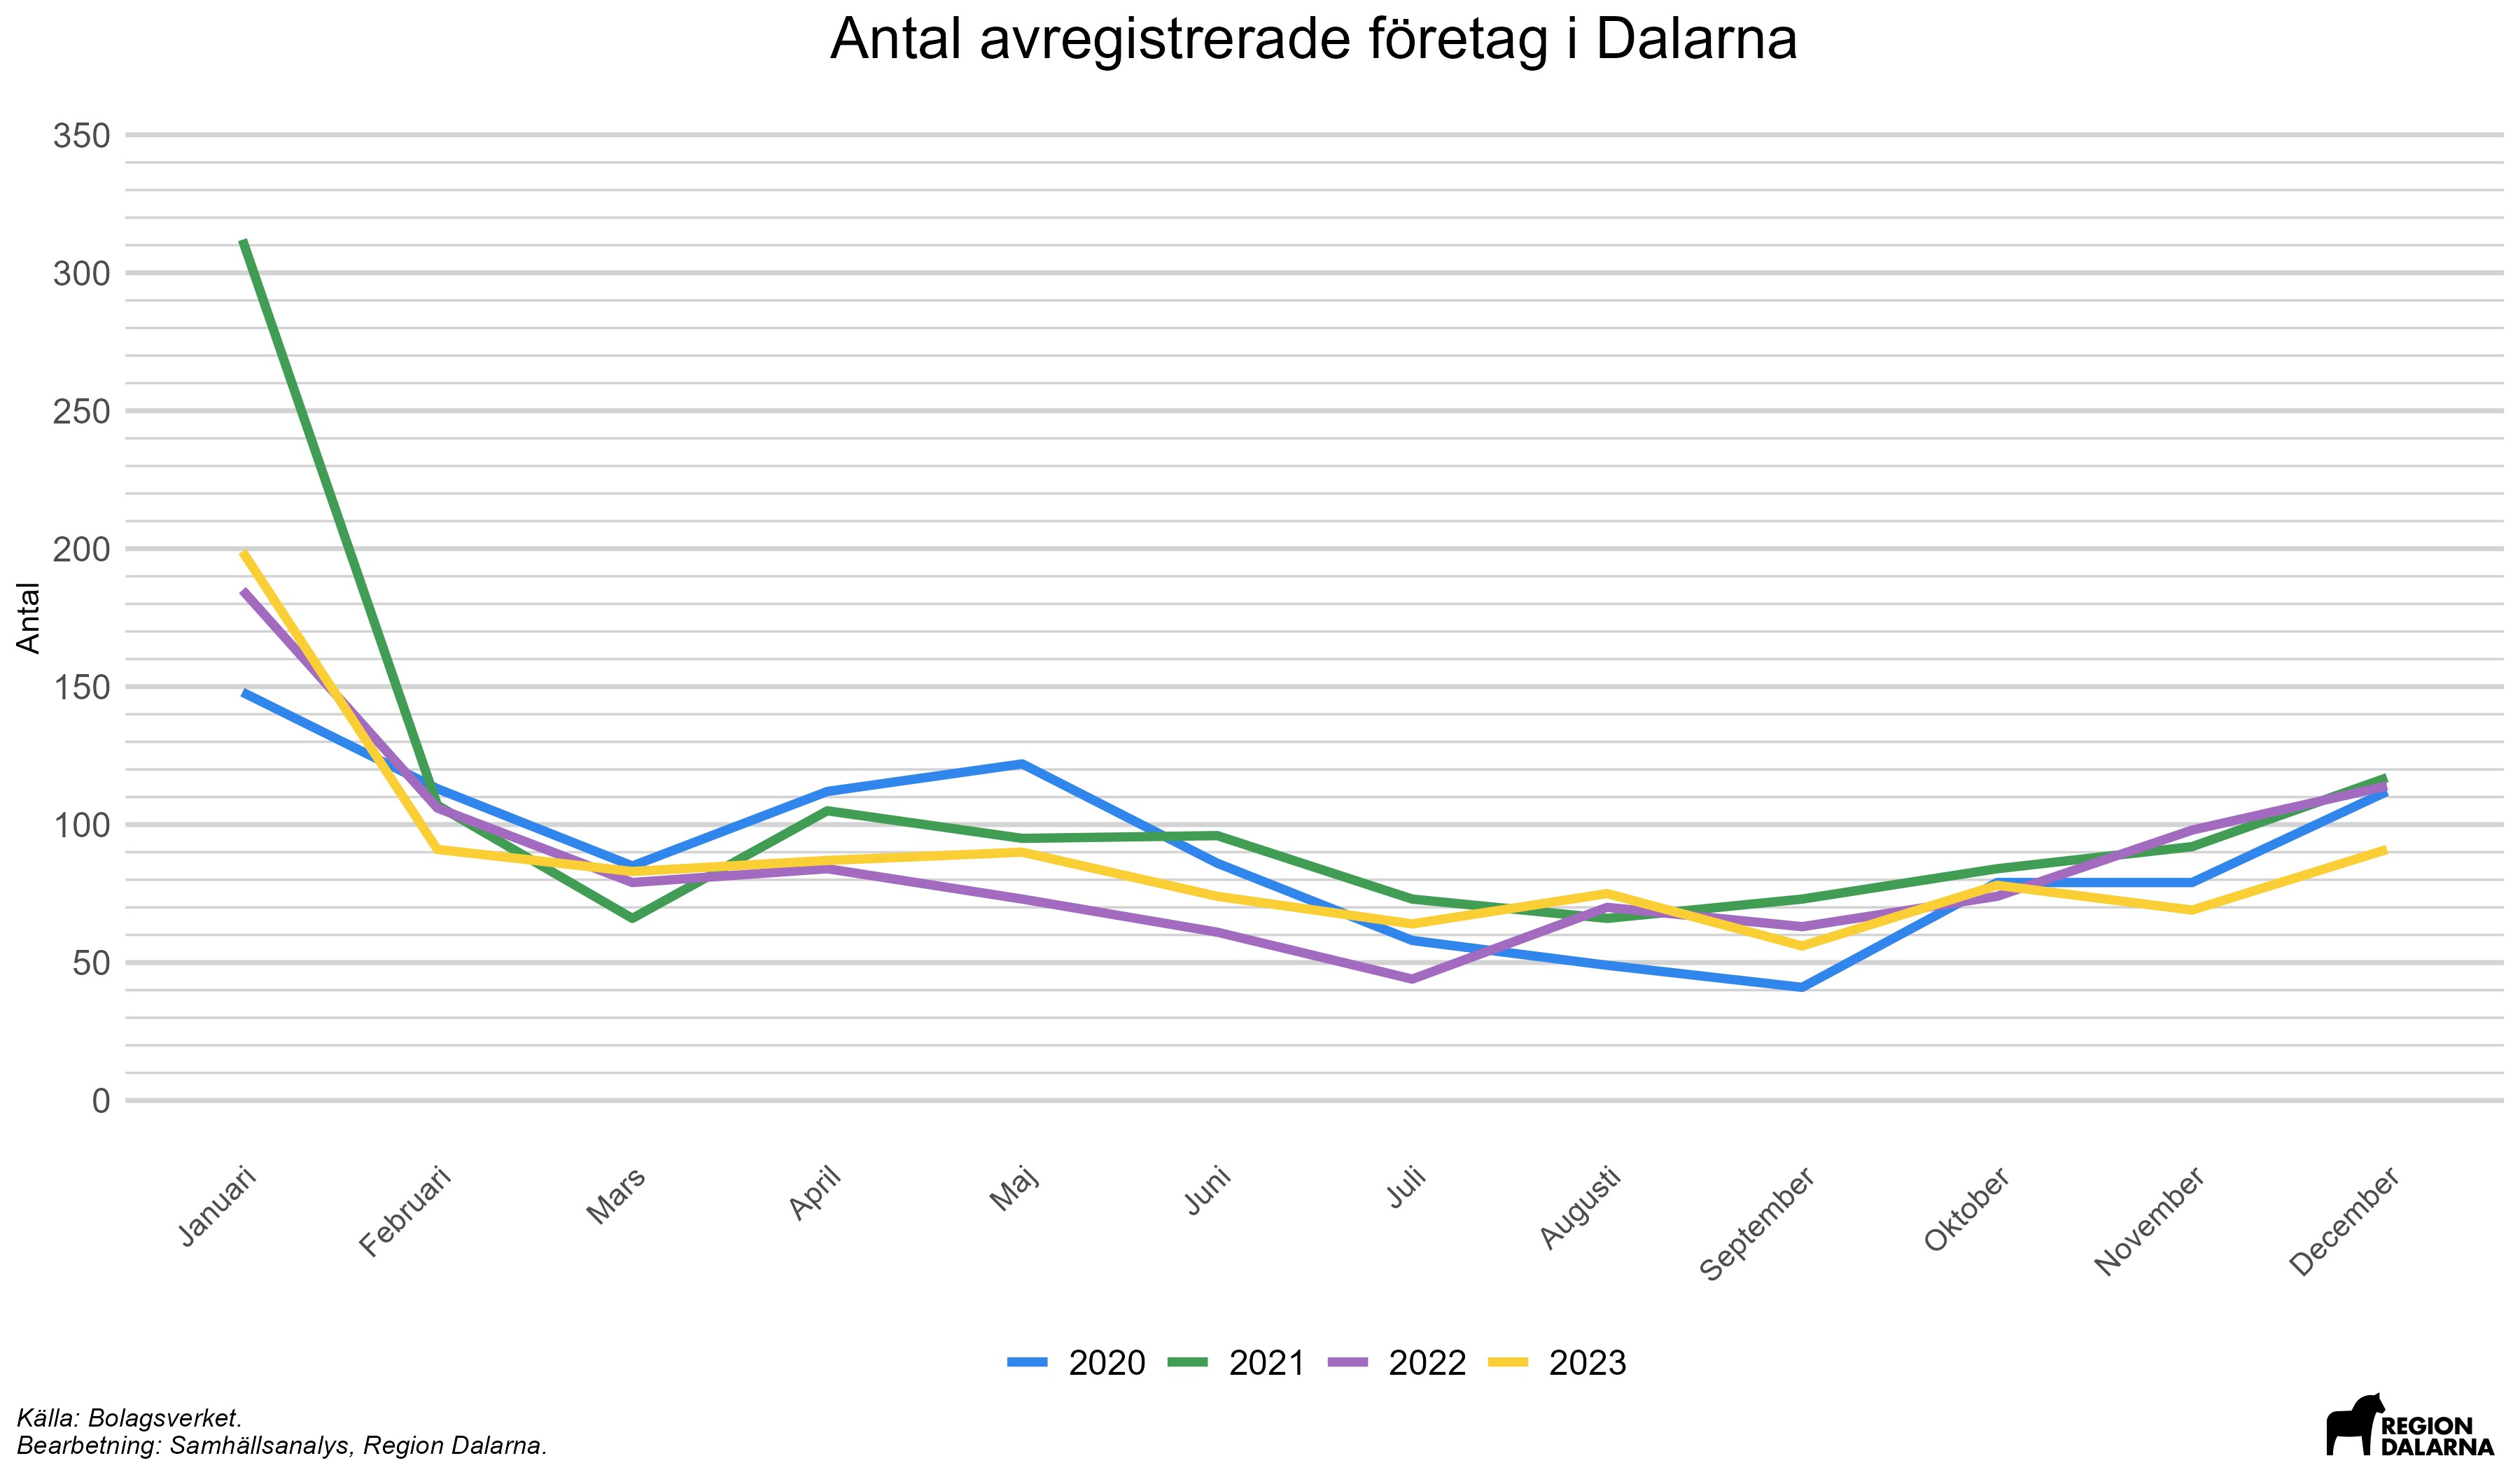 Antal avregistrerade företag i Dalarna
350
300
250
200
150
100
50
0
Antal
Januari
Februari
Mars
April
Maj
Juni
Juli
Augusti
September
Oktober
November
December
2020 2021 2022 2023
Källa: Bolagsverket.
Bearbetning: Samhällsanalys, Region Dalarna.
REGION
DALARNA